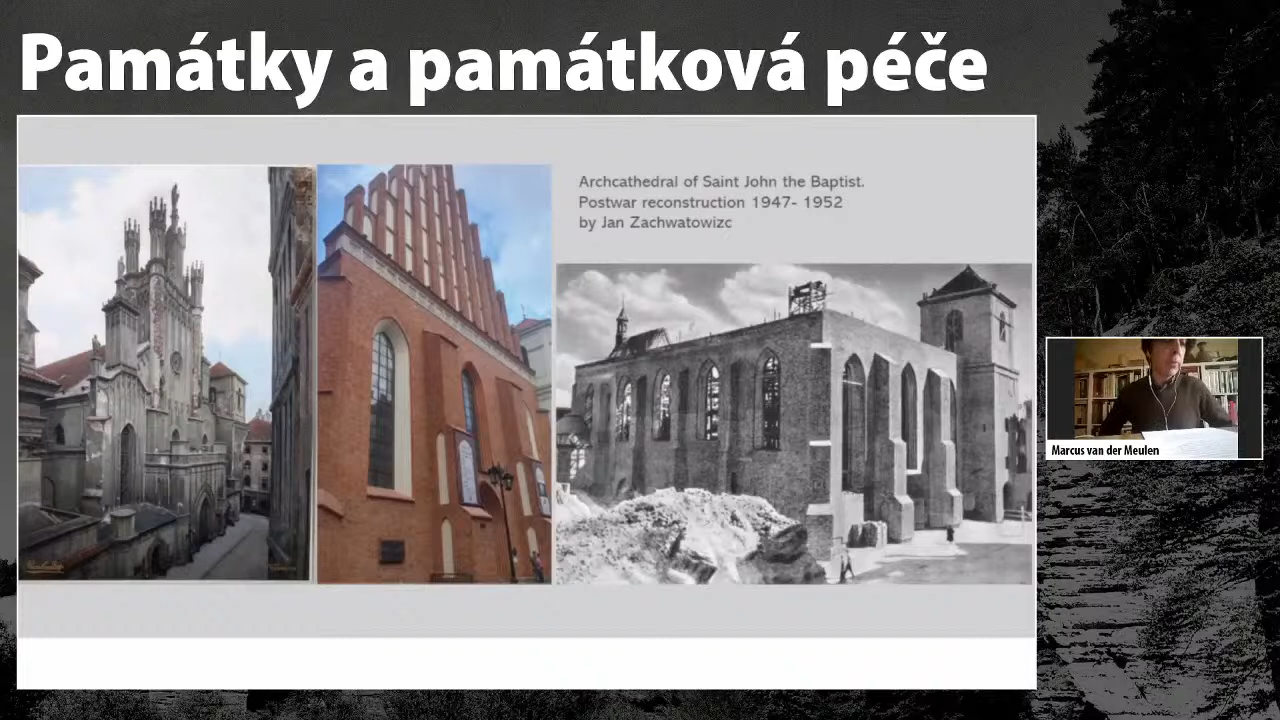 Památky a památková péče
Archcathedral of Saint John the Baptist.
Postwar reconstruction 1947- 1952
by Jan Zachwatowizc
Marcus van der Meulen